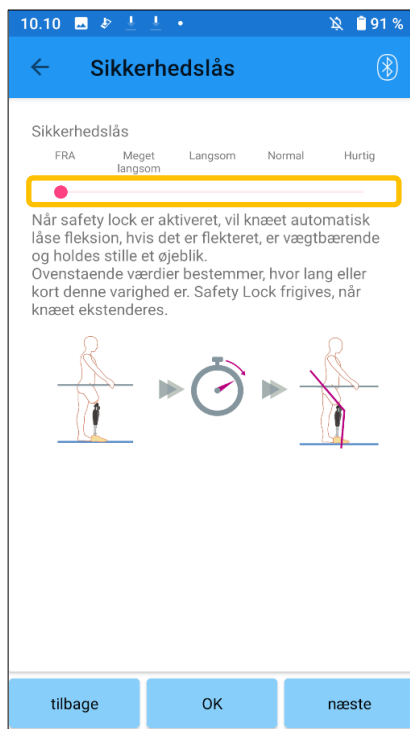 10.10 91 %
Sikkerhedslås
Sikkerhedslås
FRA Meget langsom Langsom Normal Hurtig
Når safety lock er aktiveret, vil knæet automatisk
låse fleksion, hvis det er flekteret, er vægtbærende
og holdes stille et øjeblik.
Ovenstående værdier bestemmer, hvor lang eller
kort denne varighed er. Safety Lock frigives, når
knæet ekstenderes.
tilbage OK næste